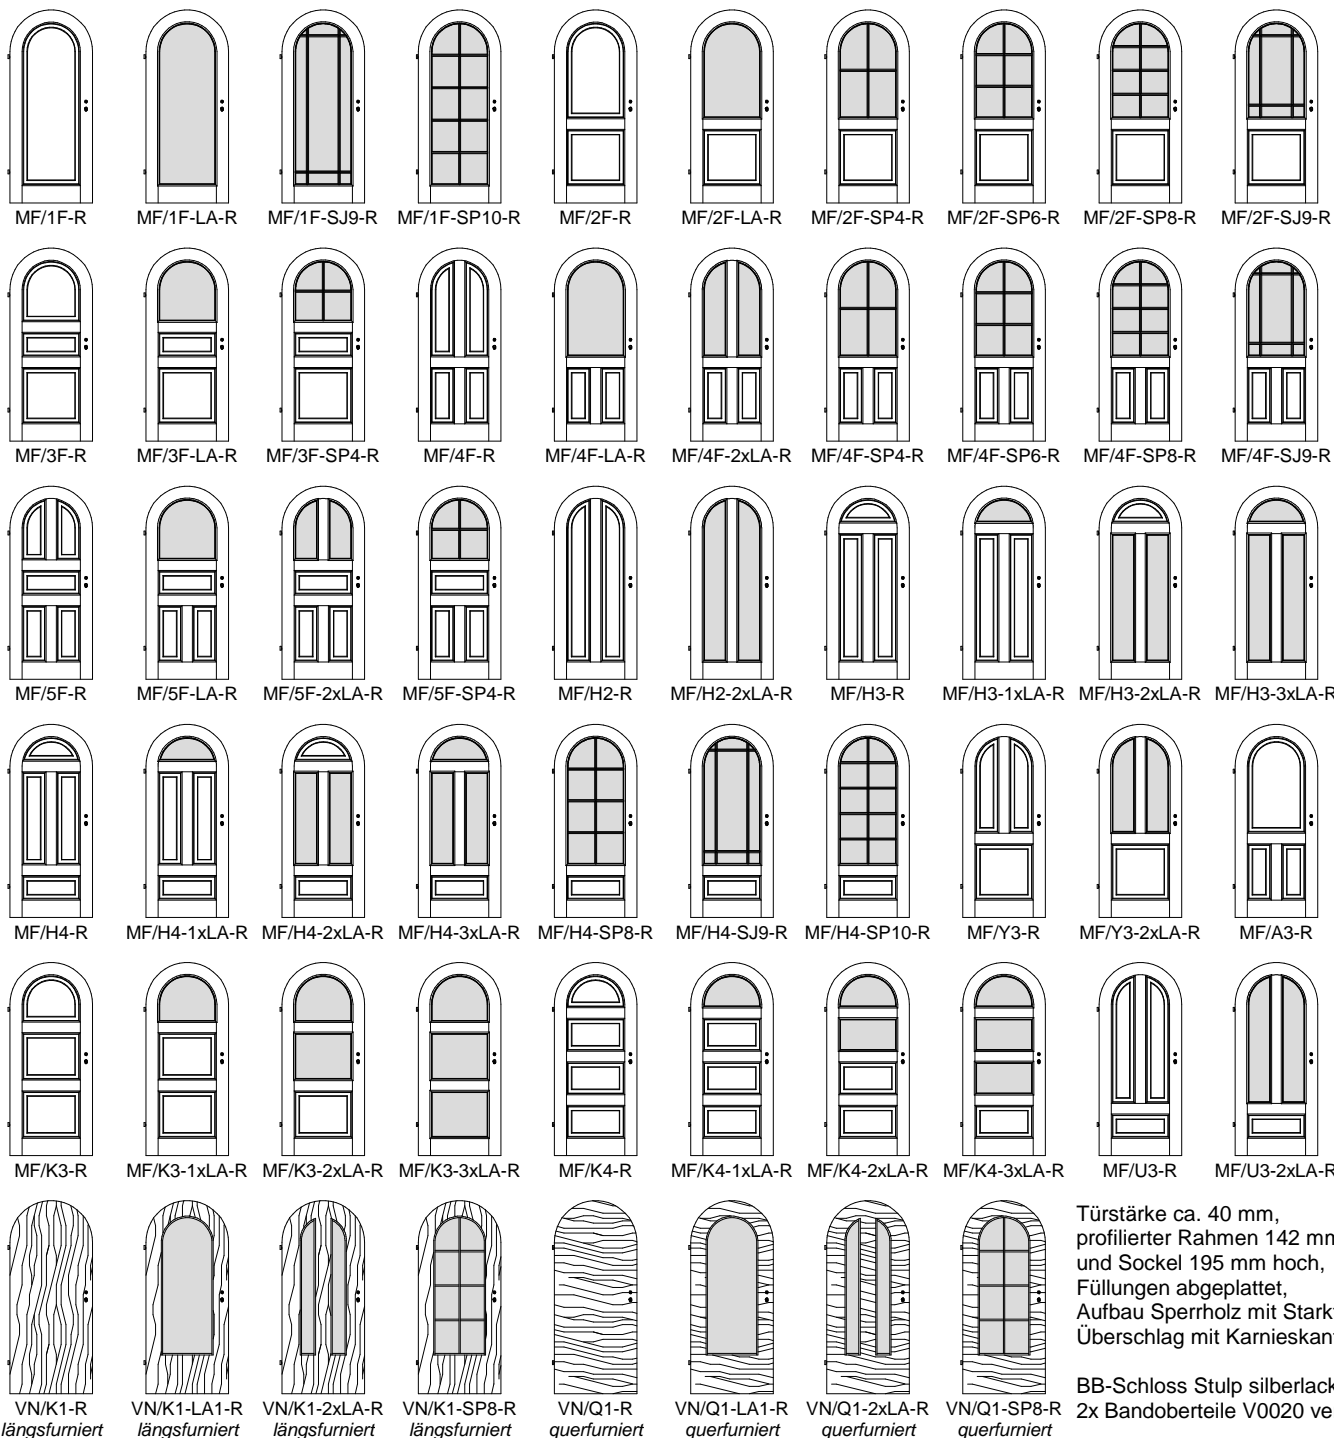 MF/1F-R MF/1F-LA-R MF/1F-SJ9-R MF/1F-SP10-R MF/2F-R MF/2F-LA-R MF/2F-SP4-R MF/2F-SP6-R MF/2F-SP8-R MF/2F-SJ9-R
MF/3F-R MF/3F-LA-R MF/3F-SP4-R MF/4F-R MF/4F-LA-R MF/4F-2xLA-R MF/4F-SP4-R MF/4F-SP6-R MF/4F-SP8-R MF/4F-SJ9-R
MF/5F-R MF/5F-LA-R MF/5F-2xLA-R MF/5F-SP4-R MF/H2-R MF/H2-2xLA-R MF/H3-R MF/H3-1xLA-R MF/H3-2xLA-R MF/H3-3xLA-R
MF/H4-R MF/H4-1xLA-R MF/H4-2xLA-R MF/H4-3xLA-R MF/H4-SP8-R MF/H4-SJ9-R MF/H4-SP10-R MF/Y3-R MF/Y3-2xLA-R MF/A3-R
MF/K3-R MF/K3-1xLA-R MF/K3-2xLA-R MF/K3-3xLA-R MF/K4-R MF/K4-1xLA-R MF/K4-2xLA-R MF/K4-3xLA-R MF/U3-R MF/U3-2xLA-R
VN/K1-R VN/K1-LA1-R VN/K1-2xLA-R VN/K1-SP8-R VN/Q1-R VN/Q1-LA1-R VN/Q1-2xLA-R VN/Q1-SP8-R
längsfurniert längsfurniert längsfurniert längsfurniert querfurniert querfurniert querfurniert querfurniert
Türstärke ca. 40 mm,
profilierter Rahmen 142 mm
und Sockel 195 mm hoch,
Füllungen abgeplattet,
Aufbau Sperrholz mit
Überschlag mit
BB-Schloss Stulp
2x Bandoberteile V0020